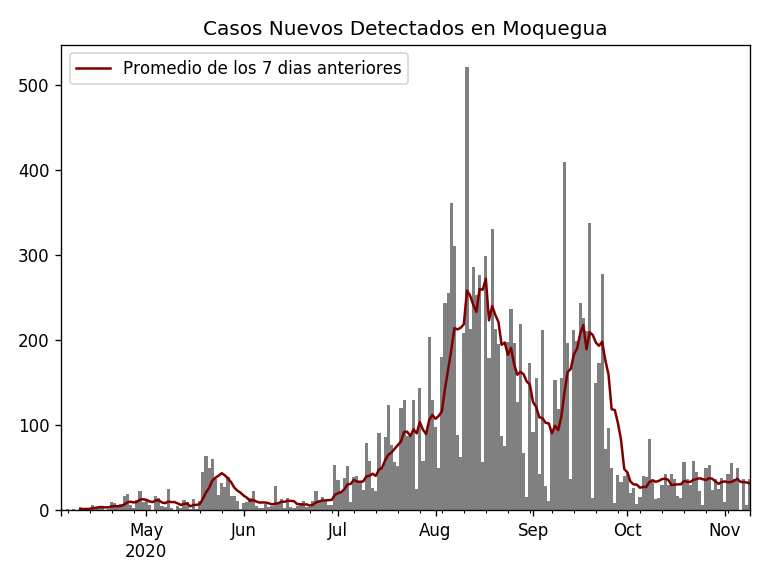 Casos Nuevos Detectados en Moquegua
Promedio de los 7 dias anteriores
500
400
300
200
100
0
May Jun Jul Aug Sep Oct Nov
2020